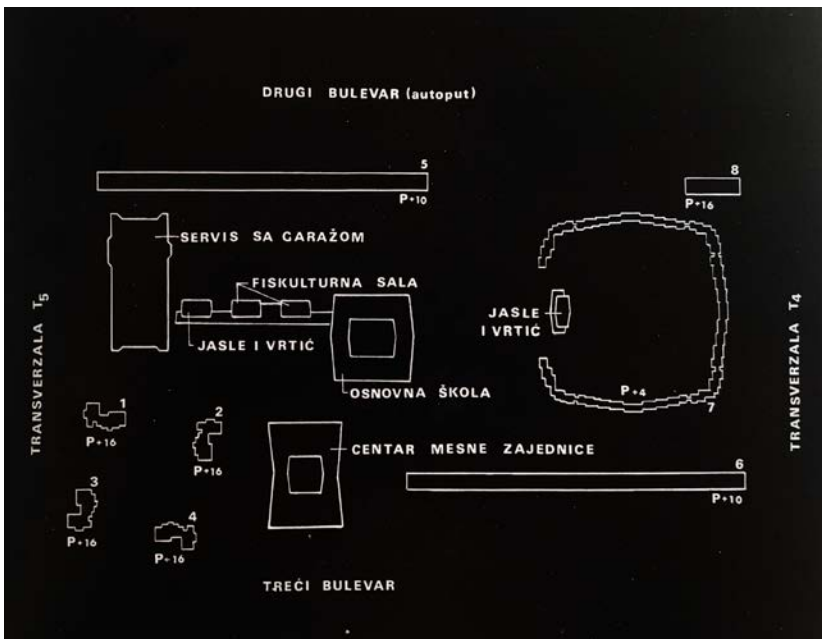 DRUGI BULEVAR (autoput)
5
P+10
8
P+16
SERVIS SA GARAŽOM
FISKULTURNA SALA
JASLE I VRTIĆ
OSNOVNA ŠKOLA
JASLE
I VRTIĆ
P+4
7
TRANSVERZALA T5
TRANSVERZALA T4
1
P+16
2
P+16
CENTAR MESNE ZAJEDNICE
3
P+16
4
P+16
6
P+10
TREĆI BULEVAR